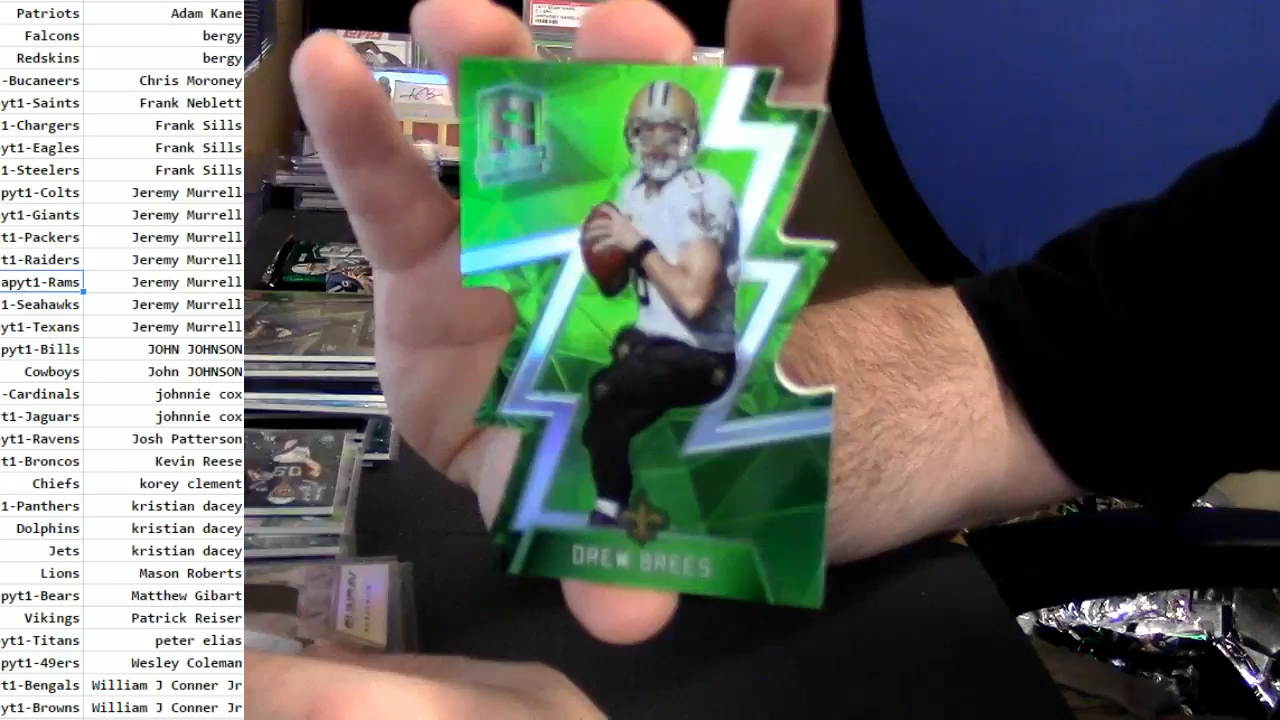 Patriots Adam Kane
Falcons bergy
Redskins bergy
-Bucaneers Chris Moroney
yt1-Saints Frank Neblett
1-Chargers Frank Sills
yt1-Eagles Frank Sills
1-Steelers Frank Sills
pyt1-Colts Jeremy Murrell
yt1-Giants Jeremy Murrell
t1-Packers Jeremy Murrell
t1-Raiders Jeremy Murrell
apyt1-Rams Jeremy Murrell
1-Seahawks Jeremy Murrell
yt1-Texans Jeremy Murrell
pyt1-Bills JOHN JOHNSON
Cowboys John JOHNSON
-Cardinals johnnie cox
t1-Jaguars johnnie cox
yt1-Ravens Josh Patterson
t1-Broncos Kevin Reese
Chiefs korey clement
1-Panthers kristian dacey
Dolphins kristian dacey
Jets kristian dacey
Lions Mason Roberts
pyt1-Bears Matthew Gibart
Vikings Patrick Reiser
yt1-Titans peter elias
pyt1-49ers Wesley Coleman
t1-Bengals William J Conner Jr
yt1-Browns William J Conner Jr
S
DREW BREES
50